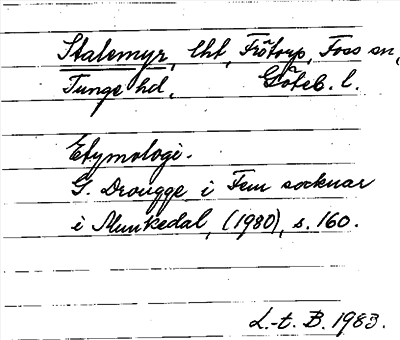 Stalemyr, lht, Frötorp, Foss sn,
Tunge hd. Göteb. l.
Etymologi.
G. Drougge i Fem socknar
i Munkedal, (1980), s. 160.
L.-t. B. 1983.